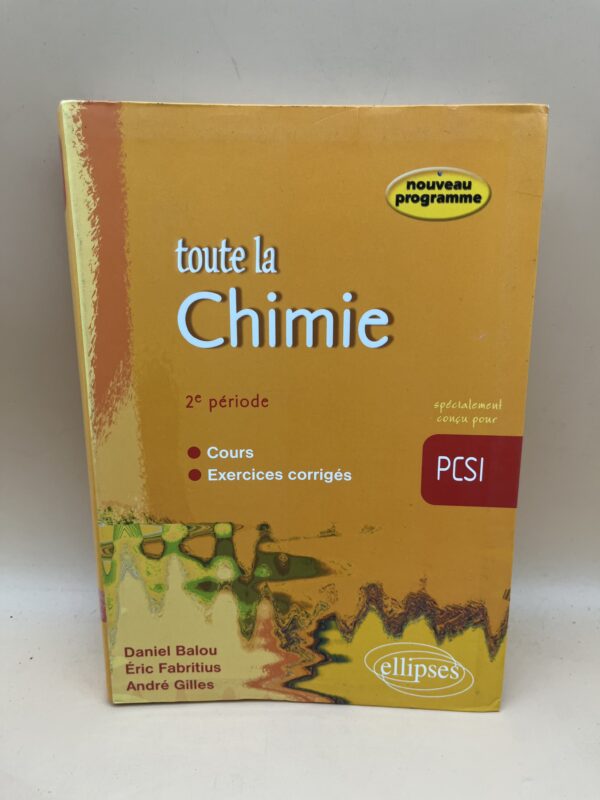 nouveau
programme
toute la
Chimie
2e période
spécialement
conçu pour
PCSI
Cours
Exercices corrigés
Daniel Balou
Éric Fabritius
André Gilles
ellipses